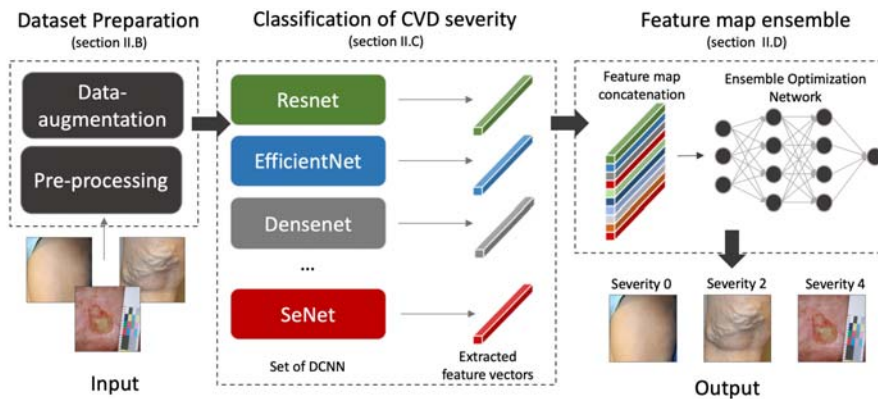 Dataset Preparation
(section II.B)
Data-
augmentation
Pre-processing
Input
Classification of CVD severity
(section II.C)
Resnet
EfficientNet
Densenet
...
SeNet
Set of DCNN
Extracted
feature vectors
Feature map ensemble
(section II.D)
Feature map
concatenation
Ensemble Optimization
Network
Severity 0
Severity 2
Severity 4
Output